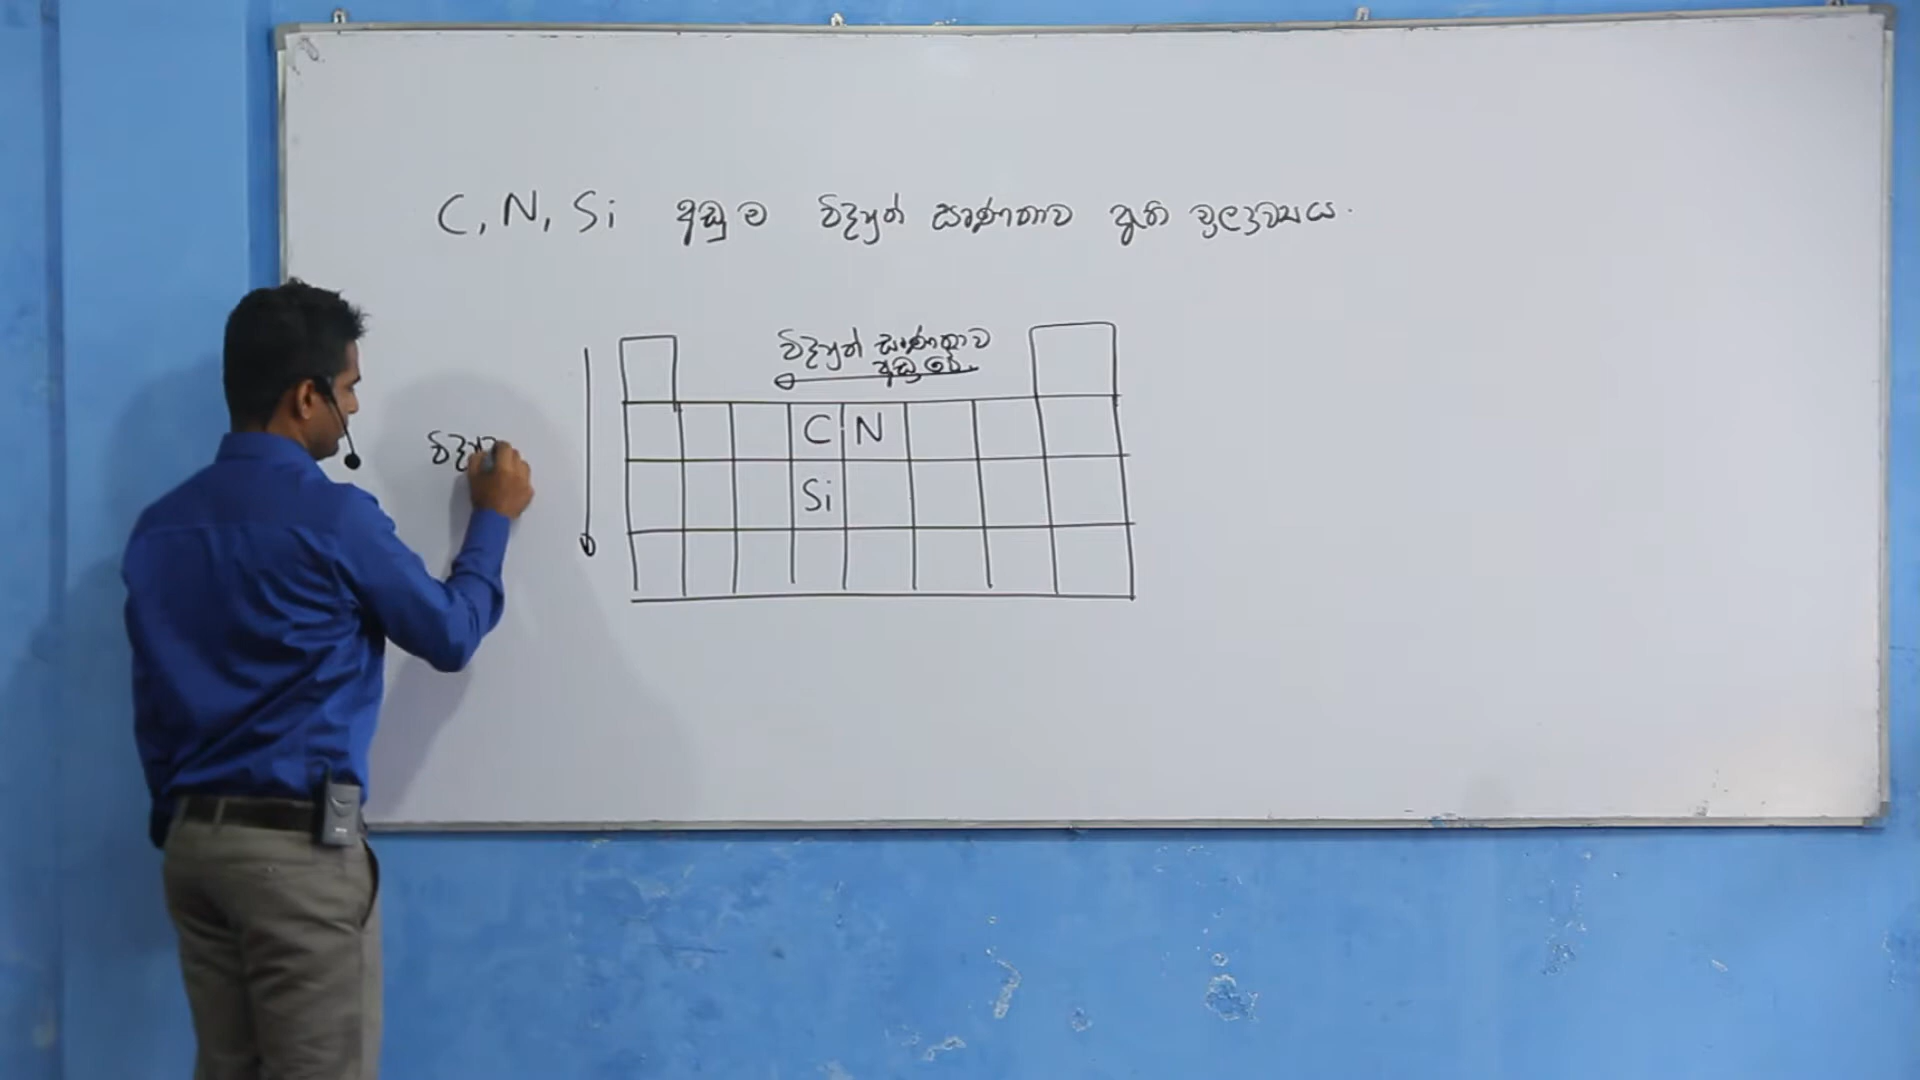 C, N, Si අඩුම විද්‍යුත් සෘණතාව ඇති මුලද්‍රව්‍යය.
විද්‍යුත් සෘණතාව
අඩු වේ.
C N
Si
විද්‍යු